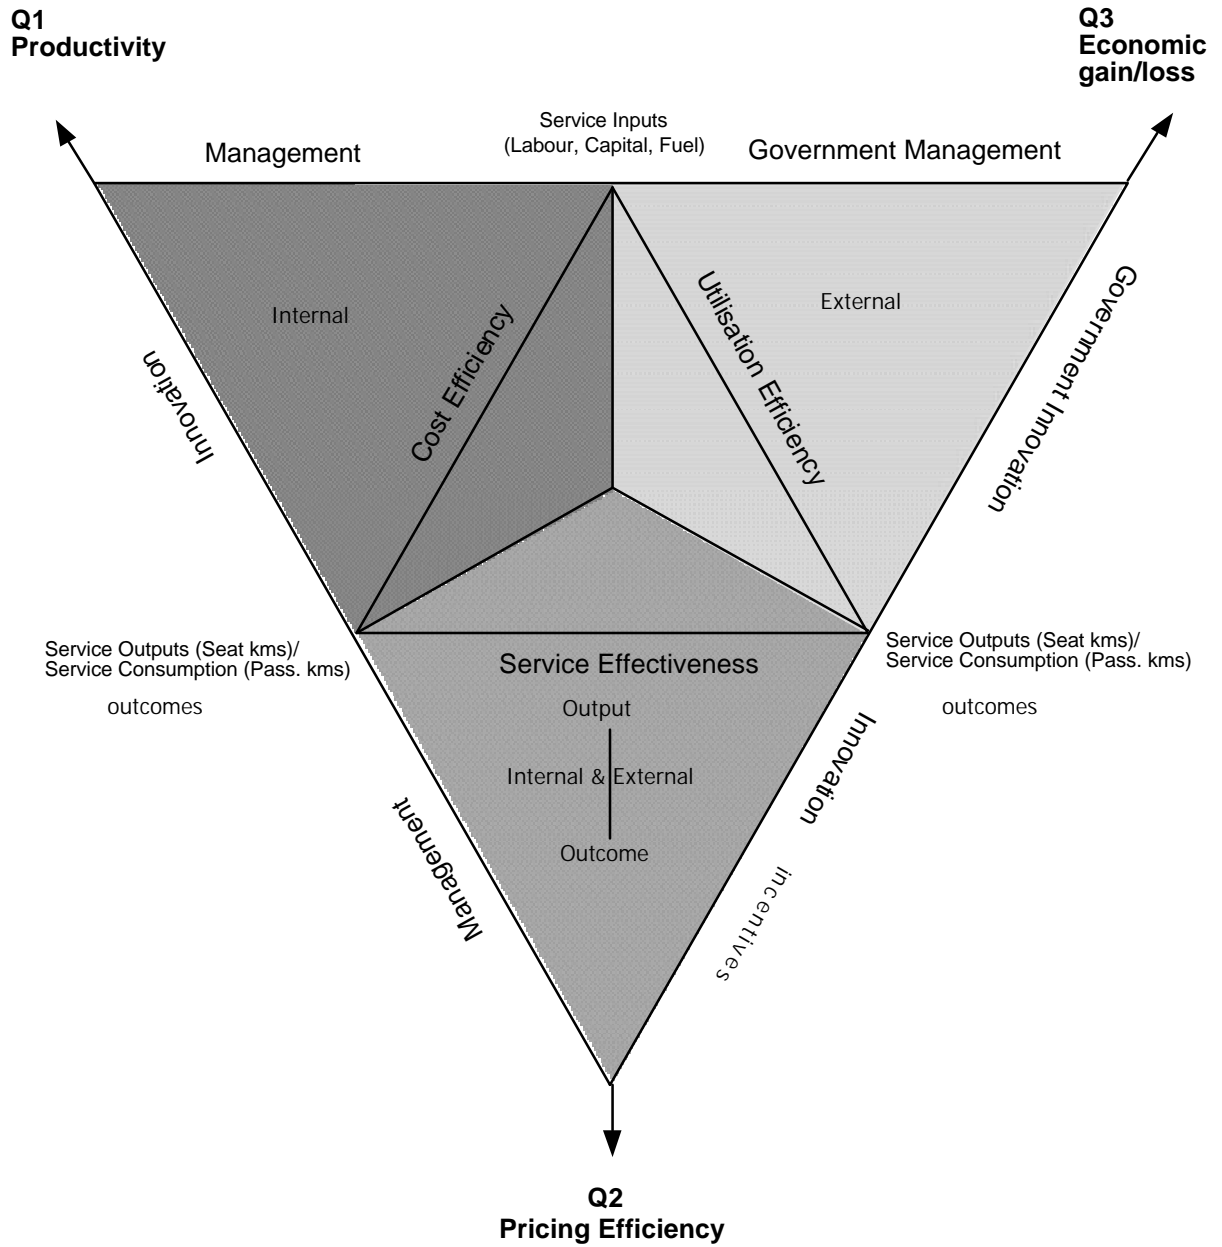 Q1
Productivity
Q3
Economic
gain/loss
Service Inputs
(Labour, Capital, Fuel)
Management
Government Management
Internal
External
Cost Efficiency
Utilisation Efficiency
Innovation
Government Innovation
Service Outputs (Seat kms)/
Service Consumption (Pass. kms)
outcomes
Service Outputs (Seat kms)/
Service Consumption (Pass. kms)
outcomes
Service Effectiveness
Output
Internal & External
Outcome
Management
Innovation
incentives
Q2
Pricing Efficiency